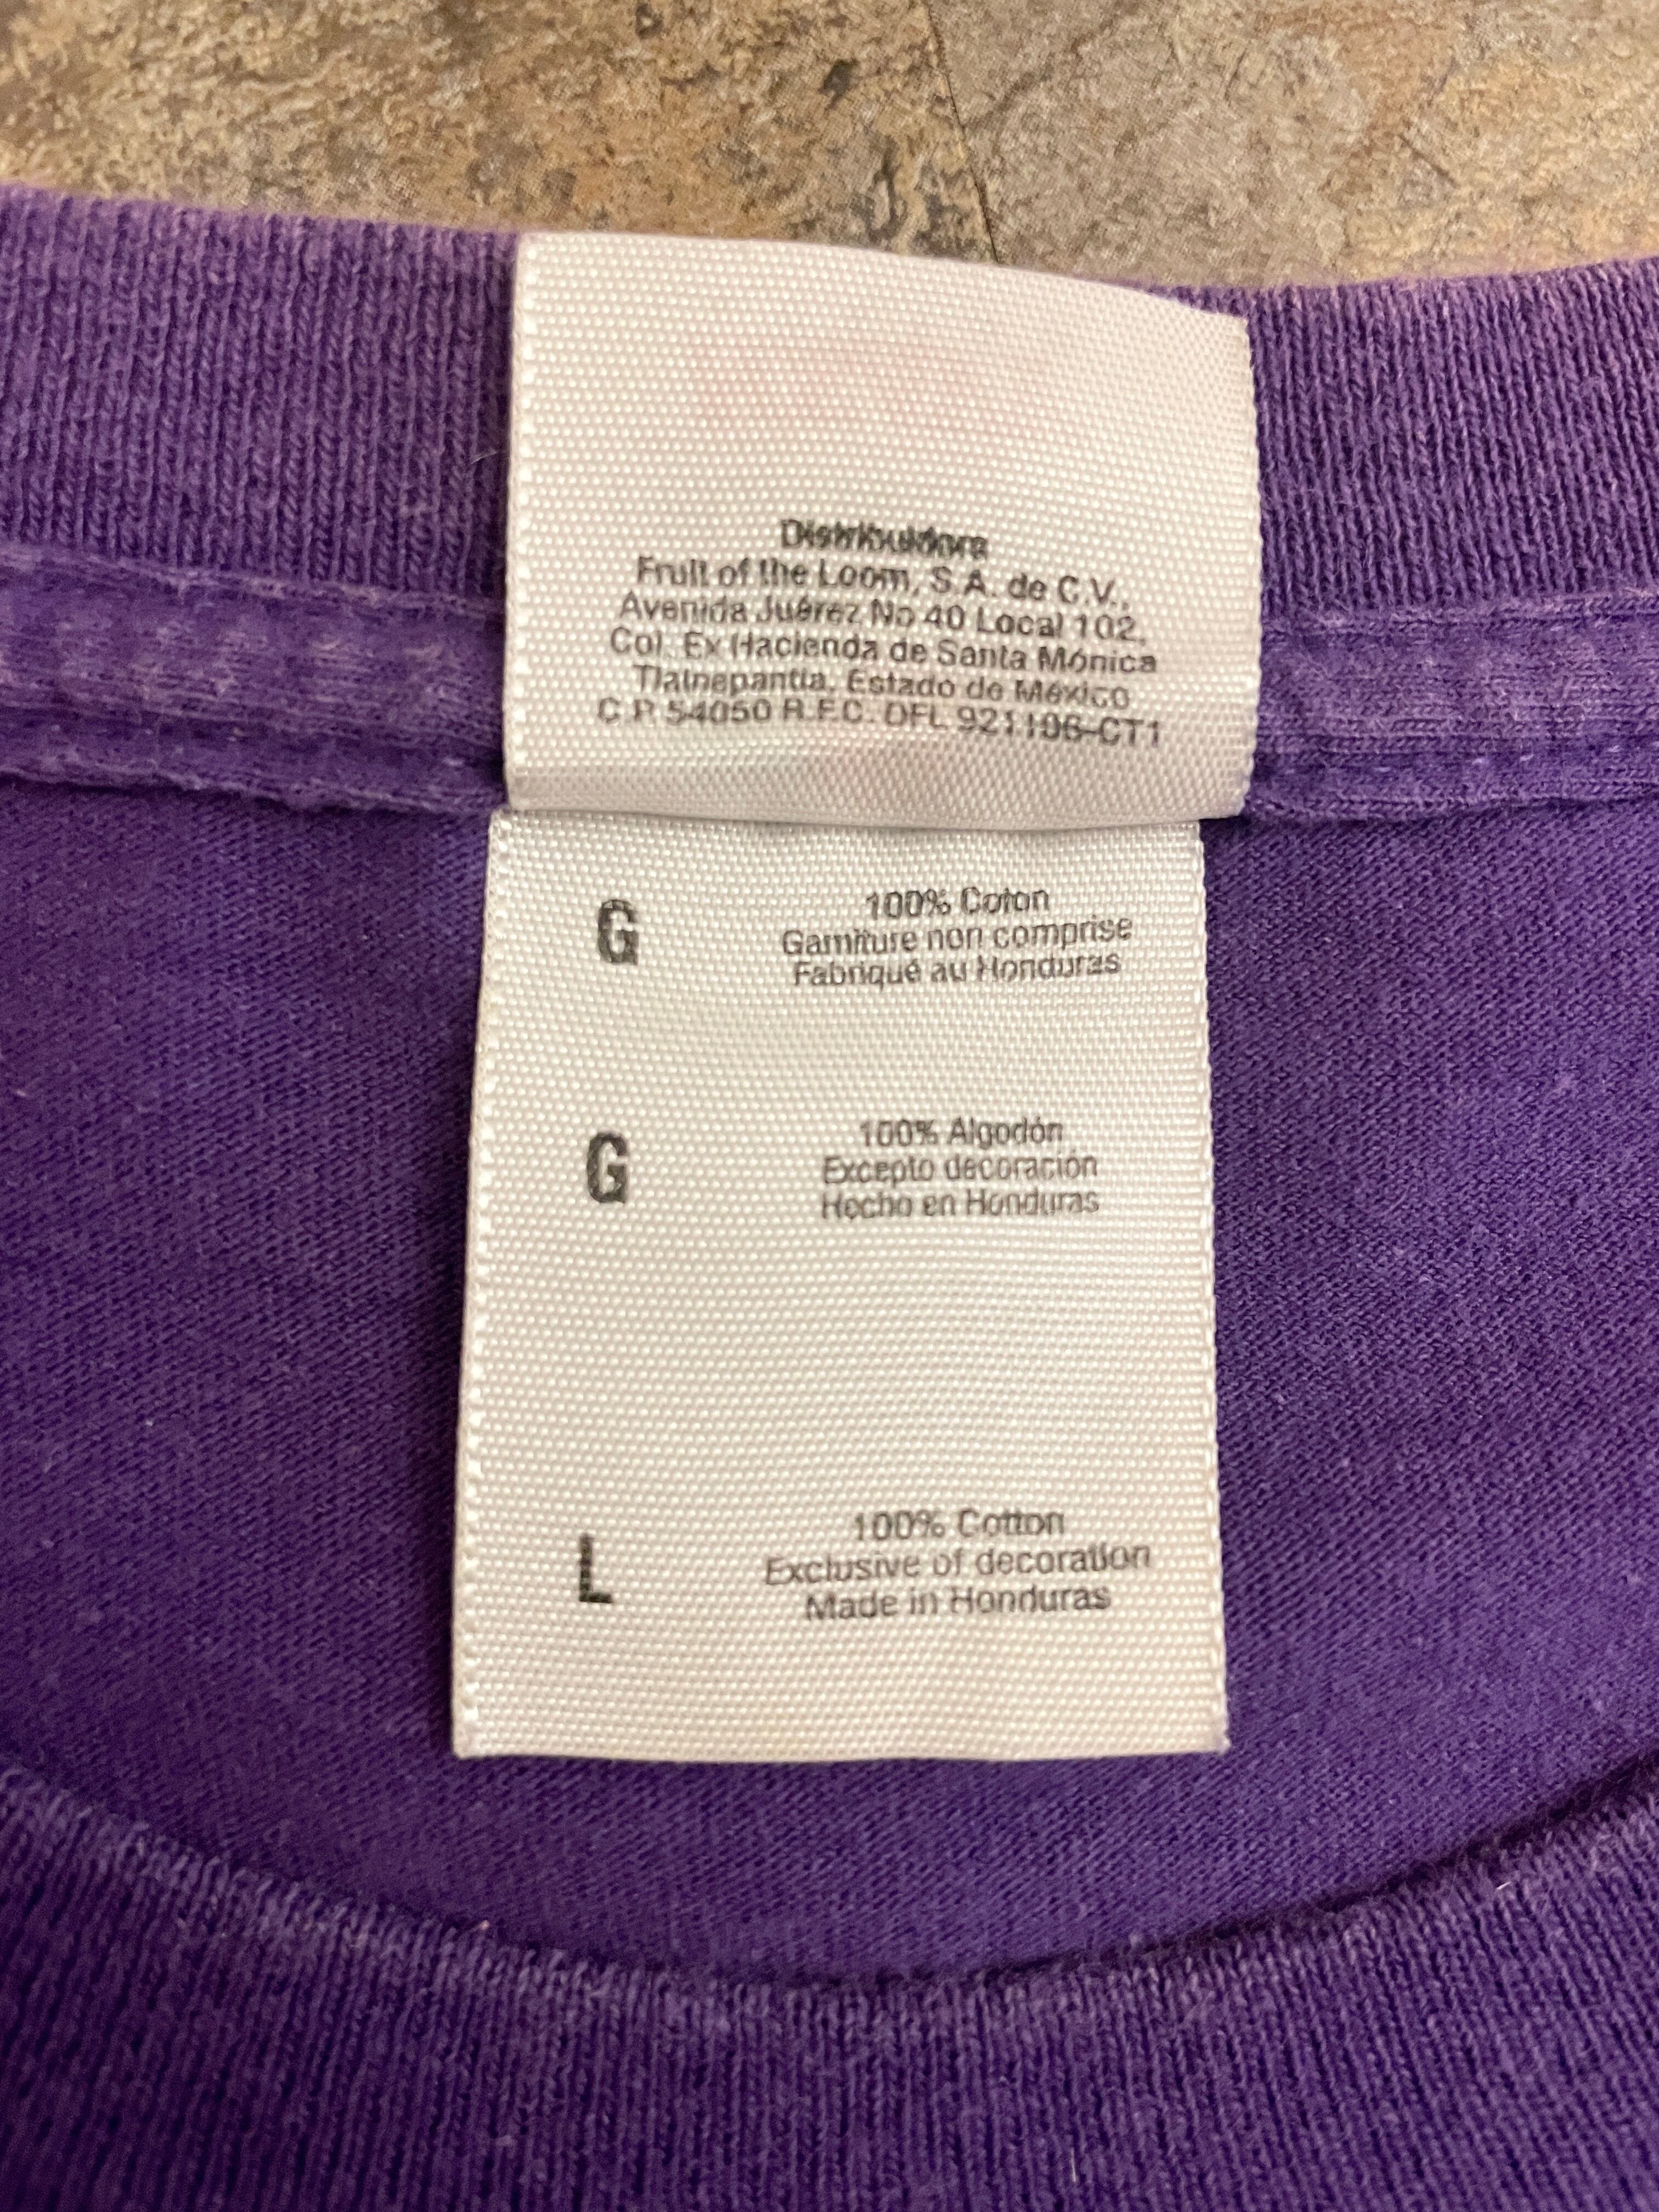 Distribuidora
Fruit of the Loom, S.A. de C.V.,
Avenida Juárez No 40 Local 102,
Col. Ex Hacienda de Santa Mónica
Tlalnepantla, Estado de México
C.P. 54050 R.F.C. DFL 921106-CT1
G
100% Coton
Garniture non comprise
Fabriqué au Honduras
G
100% Algodón
Excepto decoración
Hecho en Honduras
L
100% Cotton
Exclusive of decoration
Made in Honduras